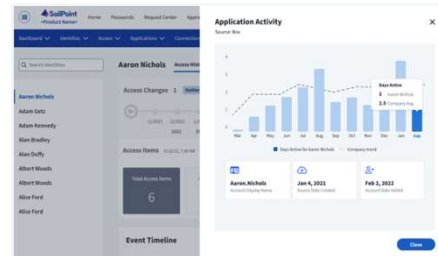 SailPoint
<Product Name>
Home
Passwords
Request Center
Dashboard
Identities
Access
Applications
Connections
Search Identities
Aaron Nichols
Adam Getz
Adam Kennedy
Alan Bradley
Alan Duffy
Albert Woods
Albert Woods
Alice Ford
Alice Ford
Aaron Nichols
Access Changes
Access Items
Total Access Items
6
Event Timeline
Application Activity
Source: Box
Days Active
Aaron Nichols
2.5 Company Avg.
Mar Apr May Jun Jul Aug Sep Oct Nov Dec Jan Feb
Days Active for Aaron Nichols
Company trend
Aaron.Nichols
Account Display Name
Jan 4, 2021
Source Date Created
Feb 2, 2022
Close